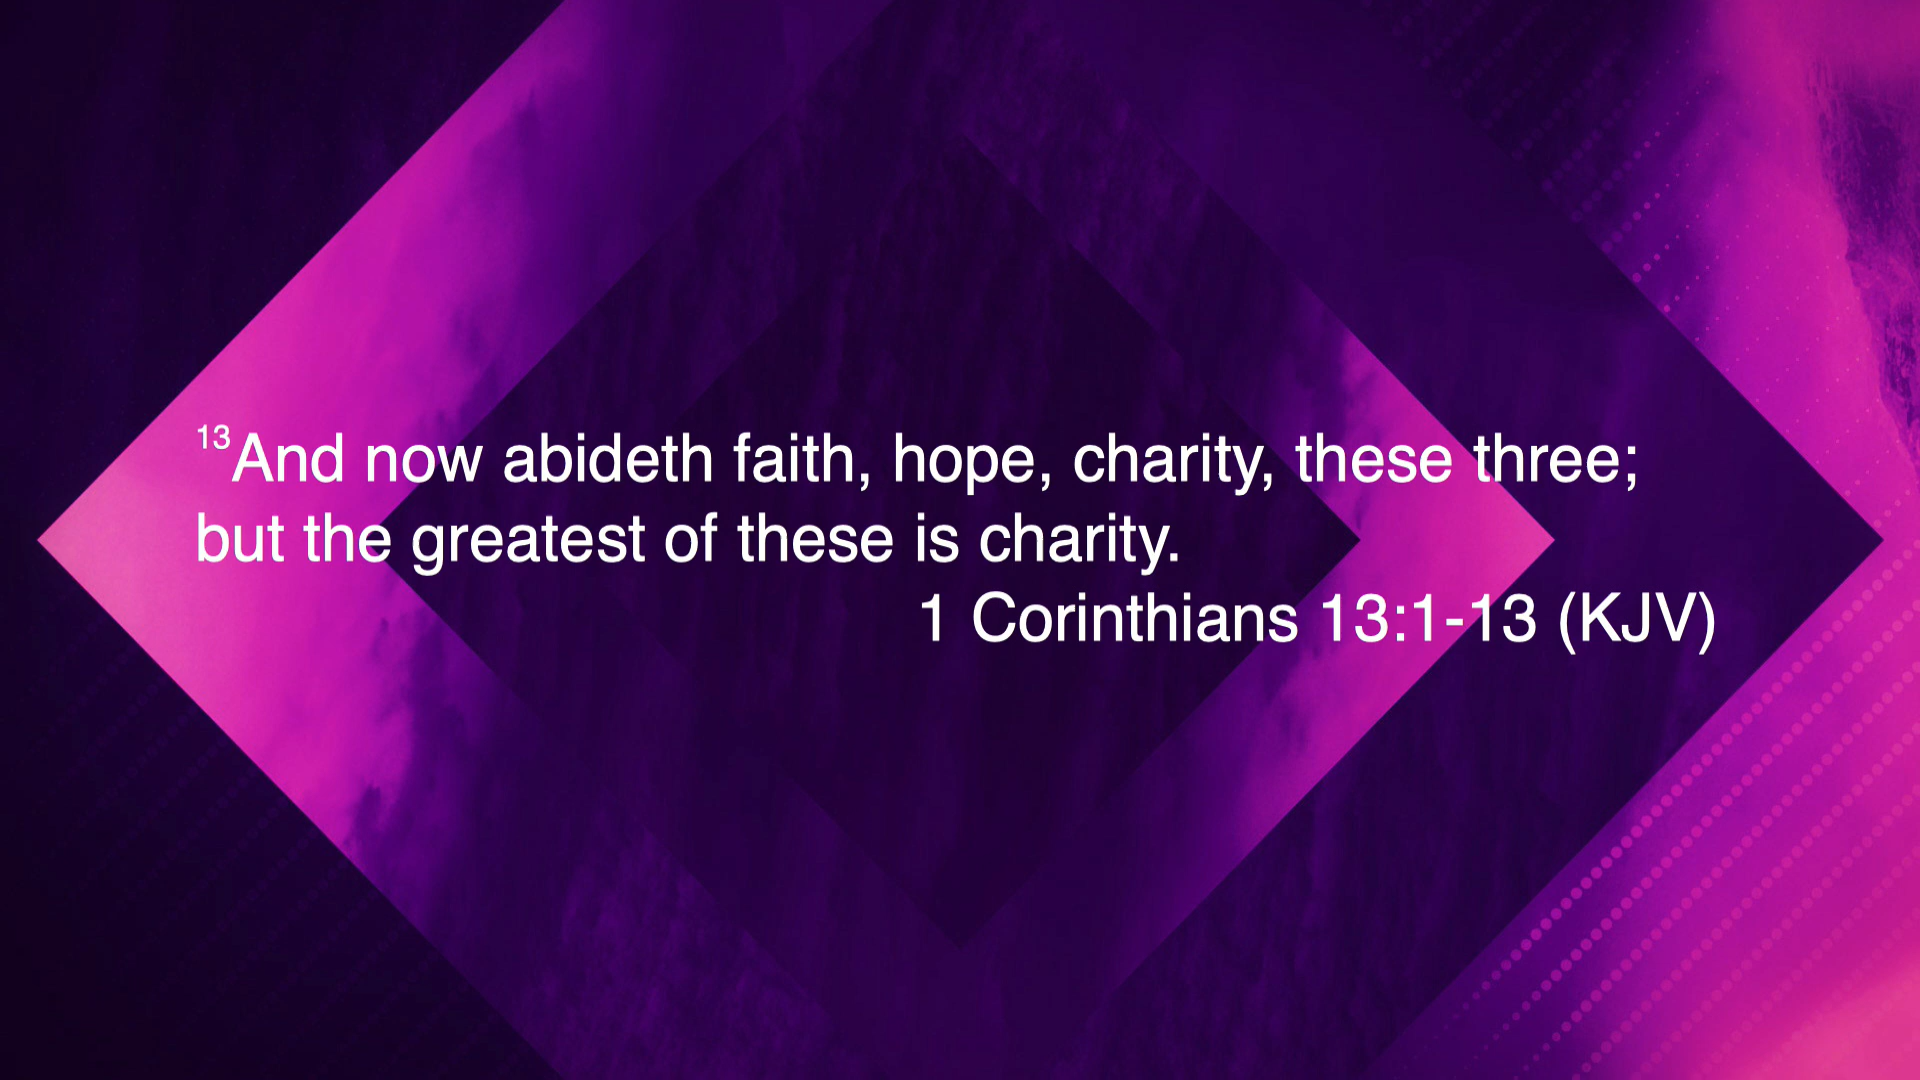 13And now abideth faith, hope, charity, these three;
but the greatest of these is charity.
1 Corinthians 13:1-13 (KJV)